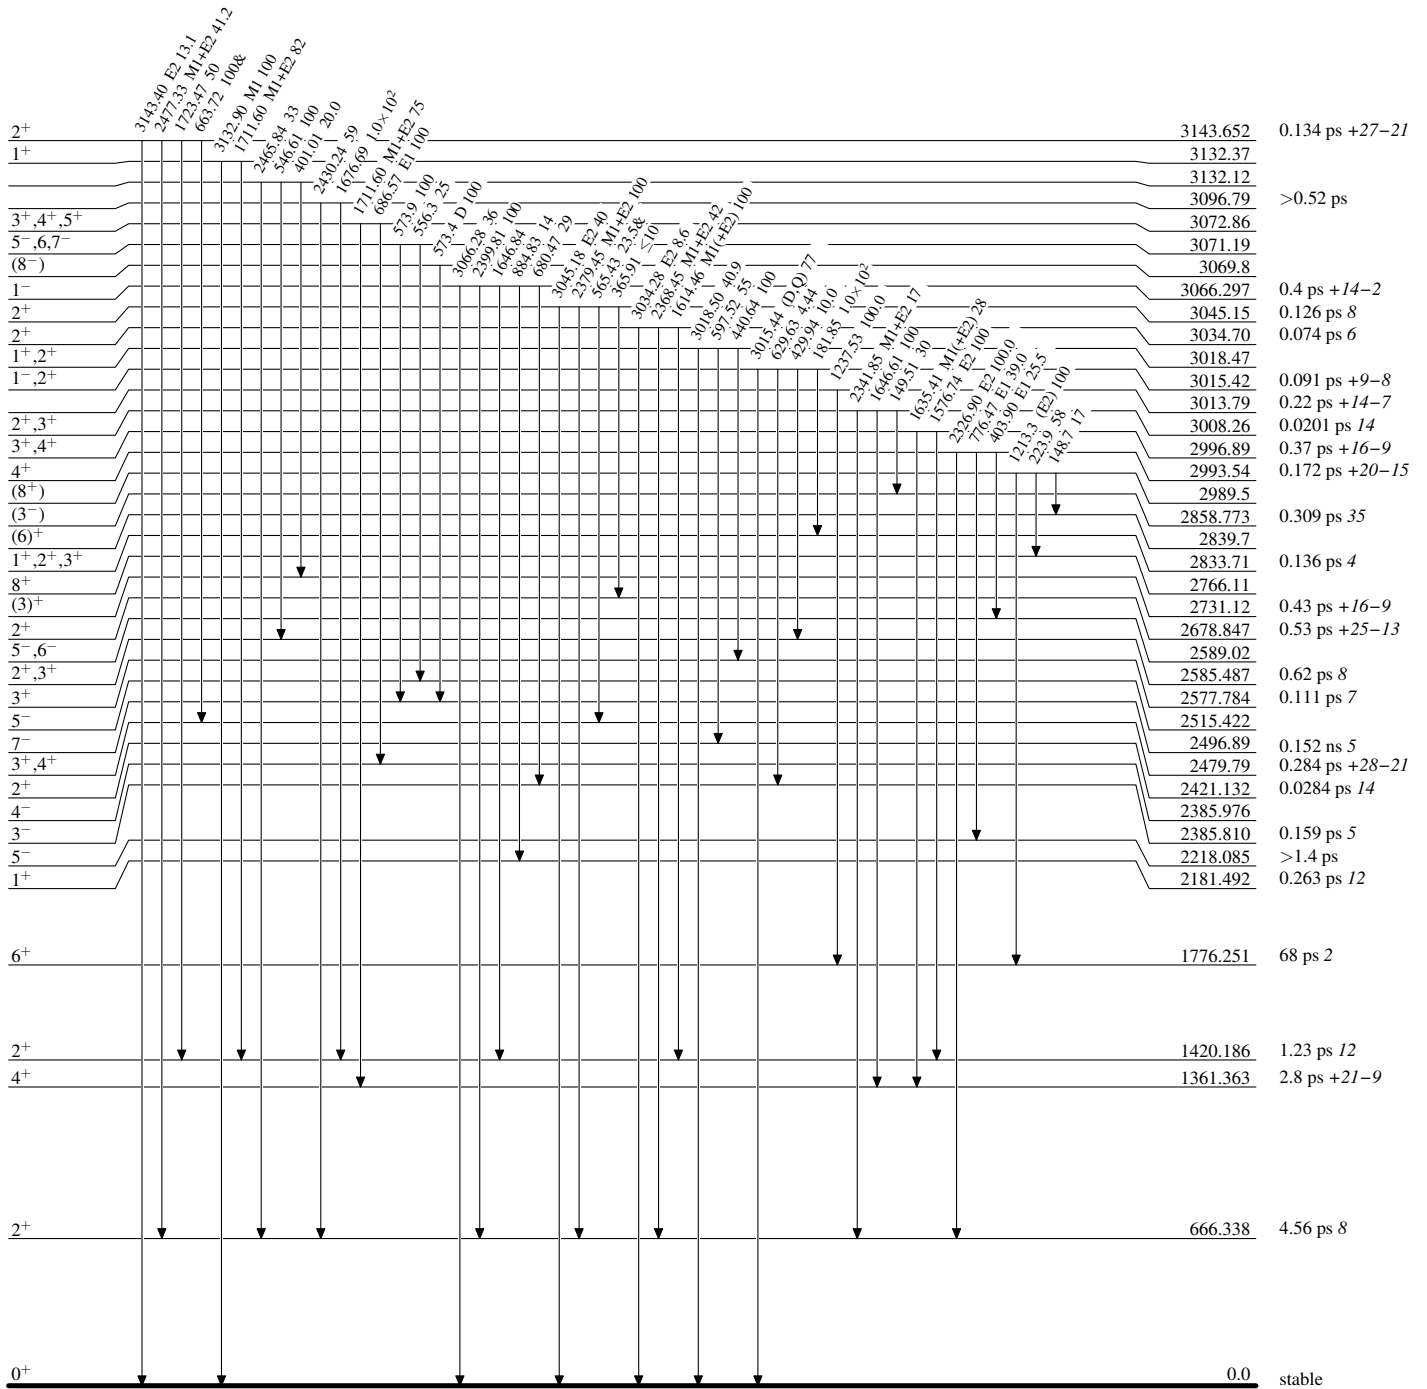 3143.40 E2 13.1
2477.33 M1+E2 41.2
1723.47 50
663.72 100&
3132.90 M1 100
1711.60 M1+E2 82
2465.84 33
546.61 100
401.01 20.0
2430.24 59
1676.69 1.0×10²
1711.60 M1+E2 75
686.57 E1 100
573.9 100
556.3 25
573.4 D 100
3066.28 36
2399.81 100
1646.84
884.83 14
680.47 29
3045.18 E2 40
2379.45 M1+E2 100
565.43 23.5&
365.91 ≤10
3034.28 E2 8.6
2368.45 M1+E2 42
1614.46 M1(+E2) 100
3018.50 40.9
597.52 55
440.64 100
3015.44 (D,Q) 77
629.63 4.44
429.94 10.0
181.85 1.0×10²
1237.53 100.0
2341.85 M1+E2 17
1646.61 100
149.51 30
1635.41 M1(+E2) 28
1576.74 E2 100
2326.90 E2 100.0
776.47 E1 39.0
403.90 E1 25.5
1213.3 (E2) 100
223.9 58
148.7 17
2⁺ 3143.652 0.134 ps +27−21
1⁺ 3132.37
3132.12
3096.79 >0.52 ps
3⁺,4⁺,5⁺ 3072.86
5⁻,6,7⁻ 3071.19
(8⁻) 3069.8
1⁻ 3066.297 0.4 ps +14−2
2⁺ 3045.15 0.126 ps 8
2⁺ 3034.70 0.074 ps 6
1⁺,2⁺ 3018.47
1⁻,2⁺ 3015.42 0.091 ps +9−8
3013.79 0.22 ps +14−7
2⁺,3⁺ 3008.26 0.0201 ps 14
3⁺,4⁺ 2996.89 0.37 ps +16−9
4⁺ 2993.54 0.172 ps +20−15
(8⁺) 2989.5
(3⁻) 2858.773 0.309 ps 35
(6)⁺ 2839.7
1⁺,2⁺,3⁺ 2833.71 0.136 ps 4
8⁺ 2766.11
(3)⁺ 2731.12 0.43 ps +16−9
2⁺ 2678.847 0.53 ps +25−13
5⁻,6⁻ 2589.02
2⁺,3⁺ 2585.487 0.62 ps 8
3⁺ 2577.784 0.111 ps 7
5⁻ 2515.422
7⁻ 2496.89 0.152 ns 5
3⁺,4⁺ 2479.79 0.284 ps +28−21
2⁺ 2421.132 0.0284 ps 14
4⁻ 2385.976
3⁻ 2385.810 0.159 ps 5
5⁻ 2218.085 >1.4 ps
1⁺ 2181.492 0.263 ps 12
6⁺ 1776.251 68 ps 2
2⁺ 1420.186 1.23 ps 12
4⁺ 1361.363 2.8 ps +21−9
2⁺ 666.338 4.56 ps 8
0⁺ 0.0 stable